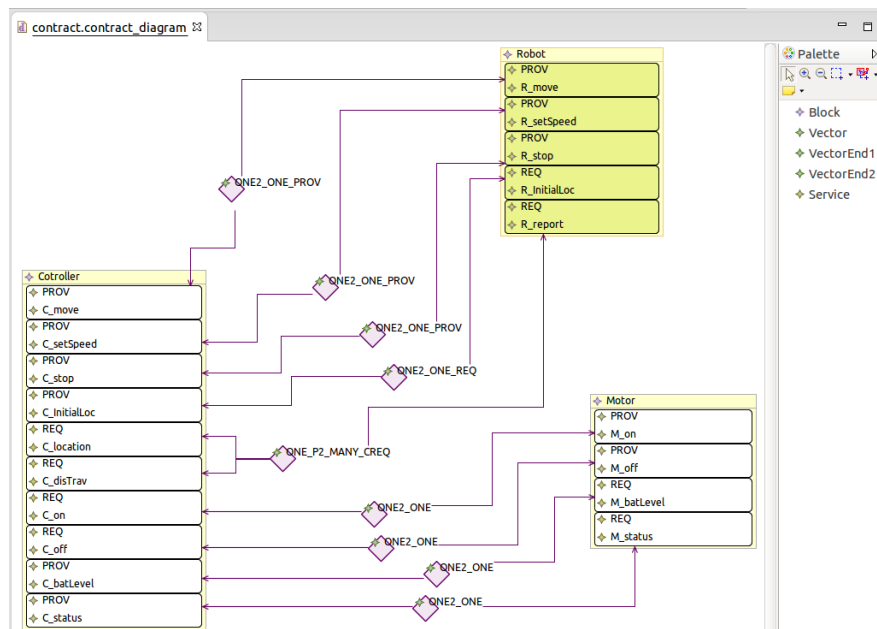 contract.contract_diagram
Robot
PROV
R_move
PROV
R_setSpeed
PROV
R_stop
REQ
R_InitialLoc
REQ
R_report
Palette
Block
Vector
VectorEnd1
VectorEnd2
Service
ONE2_ONE_PROV
ONE2_ONE_PROV
ONE2_ONE_PROV
ONE2_ONE_REQ
ONE_P2_MANY_CREQ
ONE2_ONE
ONE2_ONE
ONE2_ONE
ONE2_ONE
Cotroller
PROV
C_move
PROV
C_setSpeed
PROV
C_stop
PROV
C_InitialLoc
REQ
C_location
REQ
C_disTrav
REQ
C_on
REQ
C_off
PROV
C_batLevel
PROV
C_status
Motor
PROV
M_on
PROV
M_off
REQ
M_batLevel
REQ
M_status